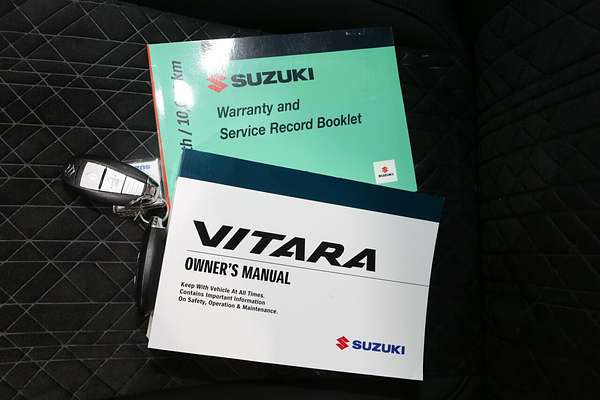 SUZUKI
Warranty and
Service Record Booklet
SUZUKI
VITARA
OWNER'S MANUAL
Keep With Vehicle At All Times.
Contains Important Information
On Safety, Operation & Maintenance.
SUZUKI